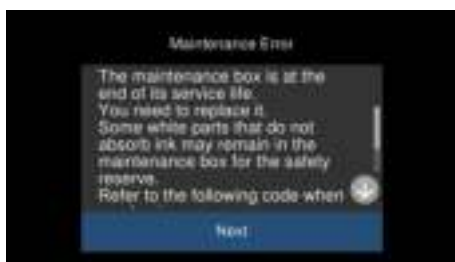 Maintenance Error
The maintenance box is at the
end of its service life.
You need to replace it.
Some white parts that do not
absorb ink may remain in the
maintenance box for the safety
reserve.
Refer to the following code when
Next